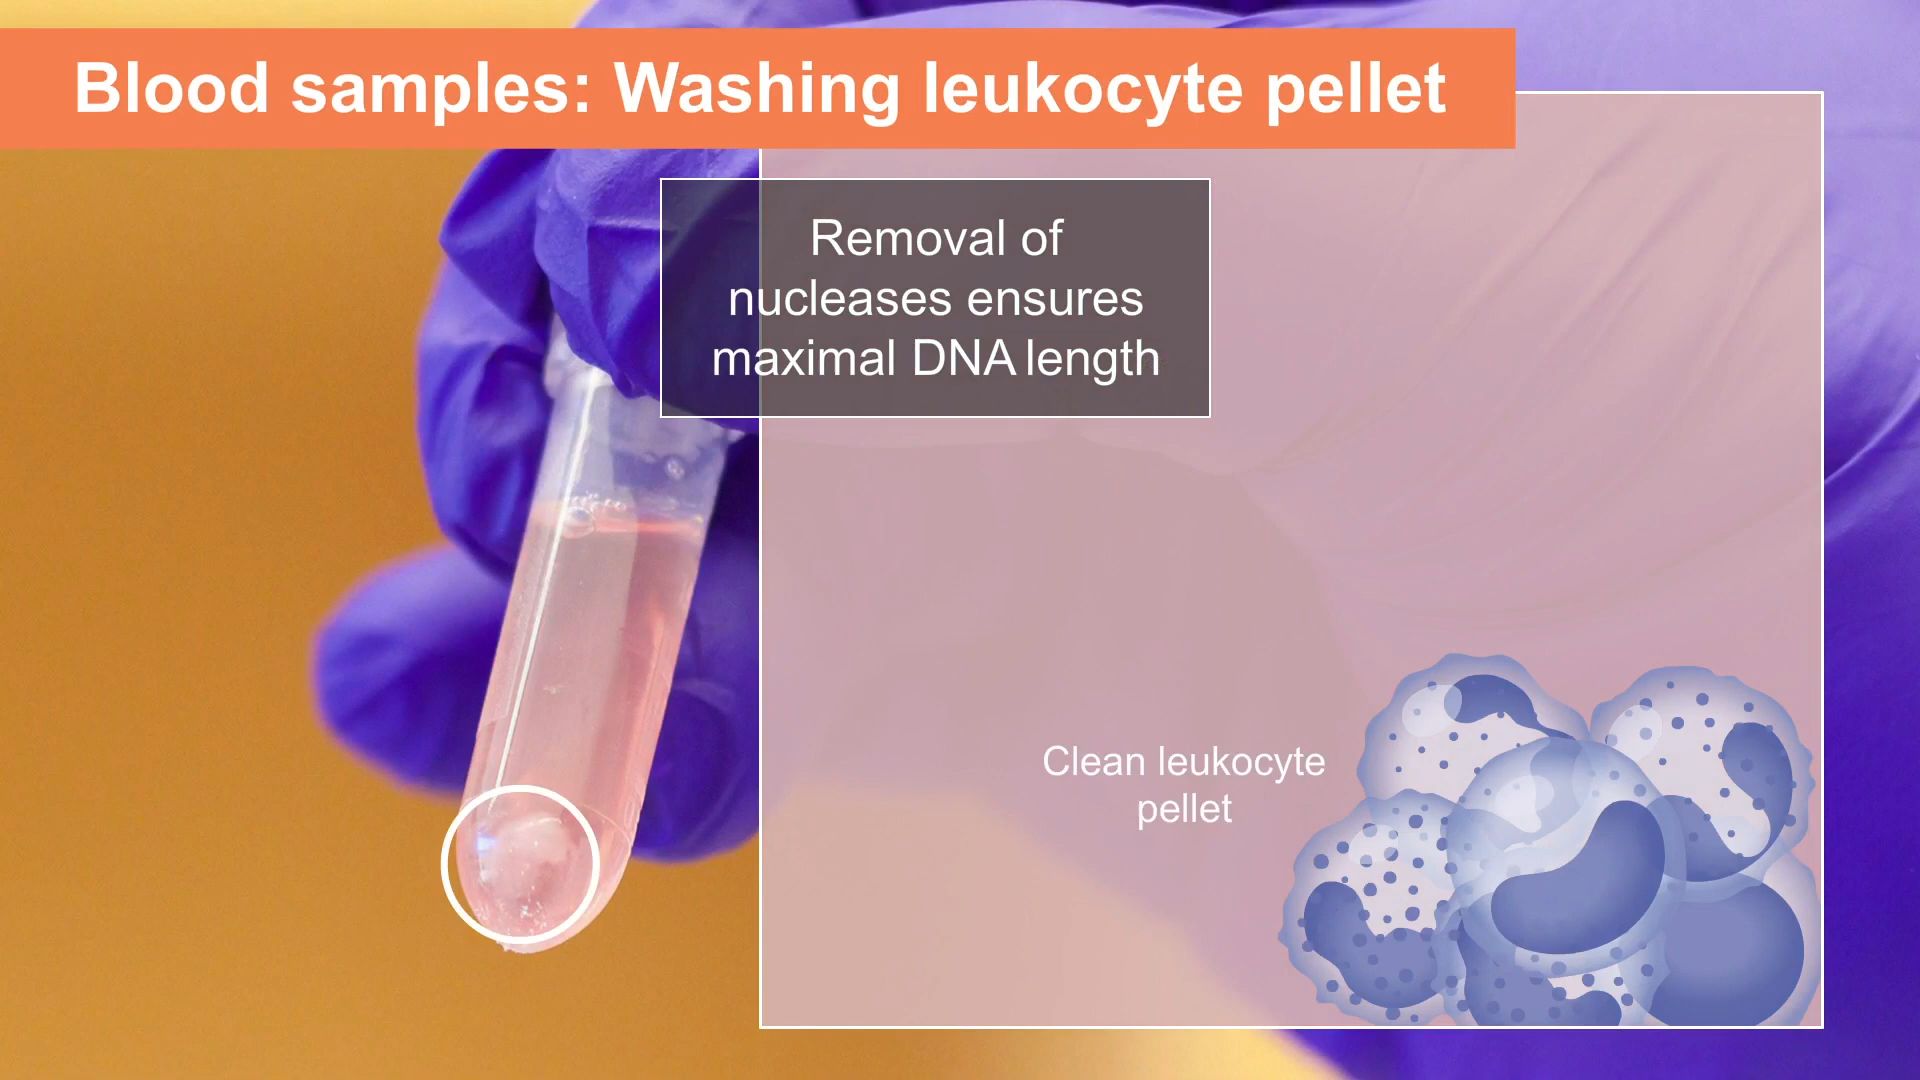 Blood samples: Washing leukocyte pellet
Removal of
nucleases ensures
maximal DNA length
Clean leukocyte
pellet